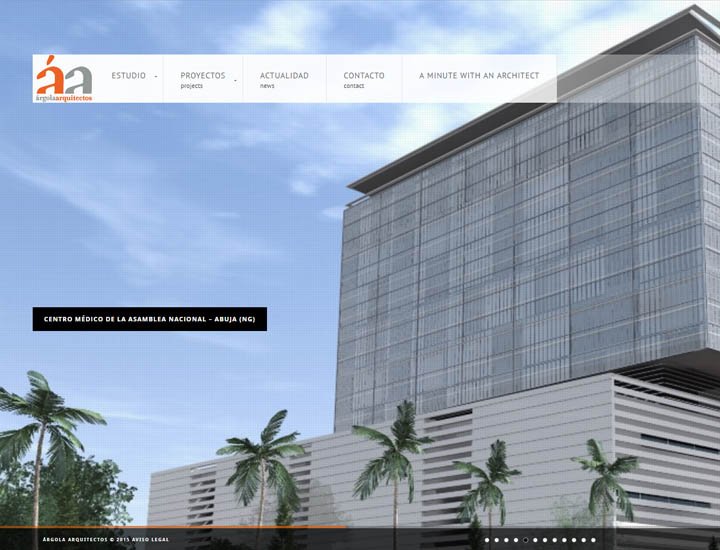 áa
árgolaarquitectos
ESTUDIO
PROYECTOS
projects
ACTUALIDAD
news
CONTACTO
contact
A MINUTE WITH AN ARCHITECT
CENTRO MÉDICO DE LA ASAMBLEA NACIONAL – ABUJA (NG)
ÁRGOLA ARQUITECTOS © 2015 AVISO LEGAL